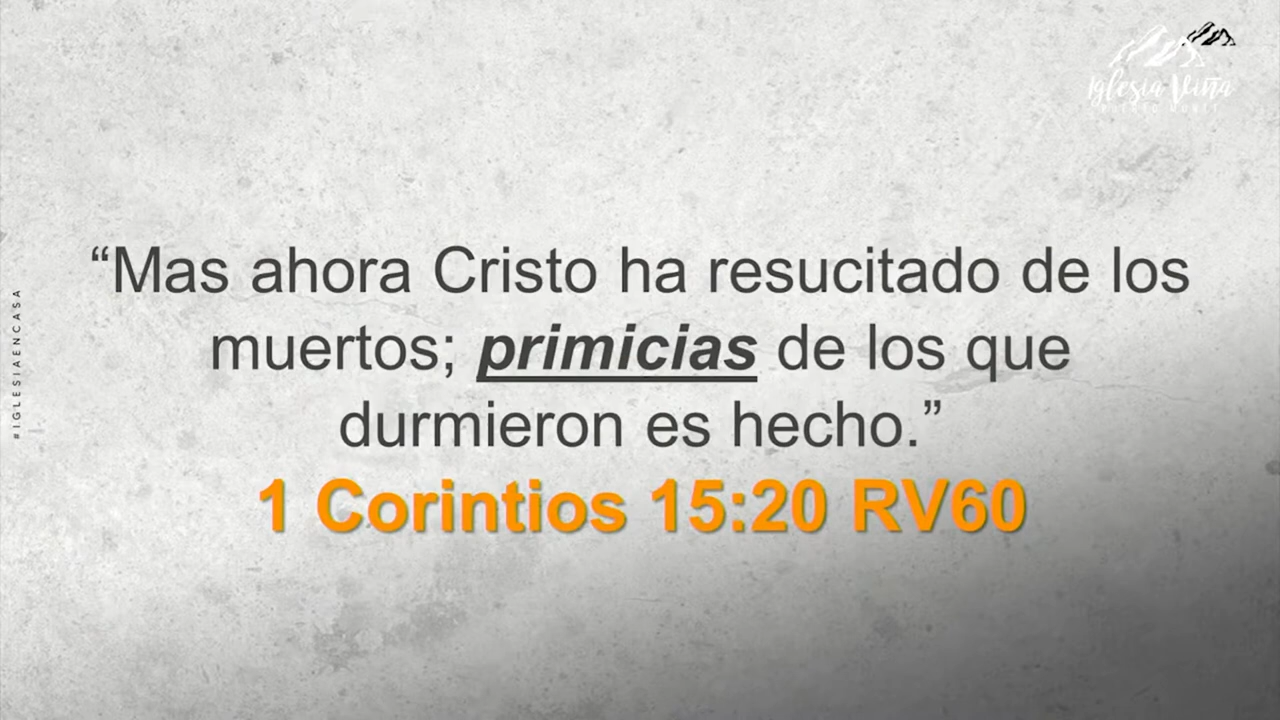 Iglesia Viña
“Mas ahora Cristo ha resucitado de los
muertos; primicias de los que
durmieron es hecho.”
1 Corintios 15:20 RV60
#IGLESIAENCASA